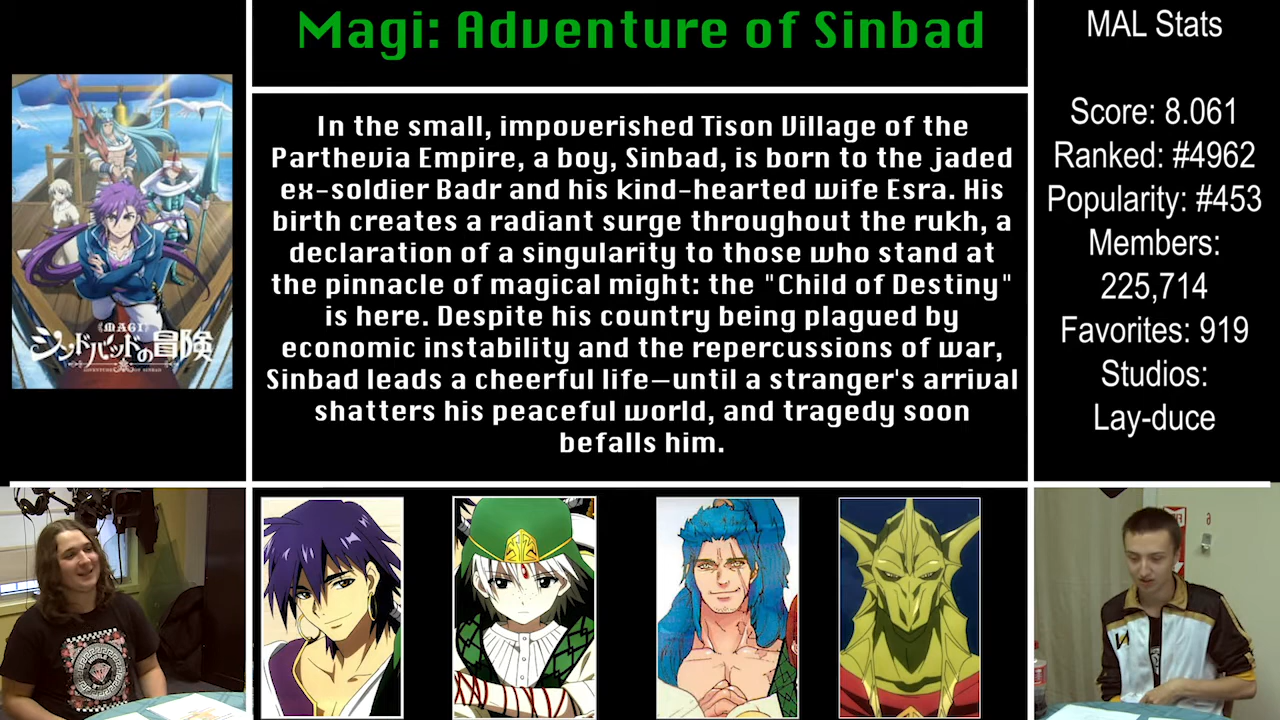 Magi: Adventure of Sinbad
In the small, impoverished Tison Village of the
Parthevia Empire, a boy, Sinbad, is born to the jaded
ex-soldier Badr and his kind-hearted wife Esra. His
birth creates a radiant surge throughout the rukh, a
declaration of a singularity to those who stand at
the pinnacle of magical might: the "Child of Destiny"
is here. Despite his country being plagued by
economic instability and the repercussions of war,
Sinbad leads a cheerful life—until a stranger's arrival
shatters his peaceful world, and tragedy soon
befalls him.
MAL Stats
Score: 8.061
Ranked: #4962
Popularity: #453
Members:
225,714
Favorites: 919
Studios:
Lay-duce
MAGI
シンドバッドの冒険
ADVENTURE OF SINBAD